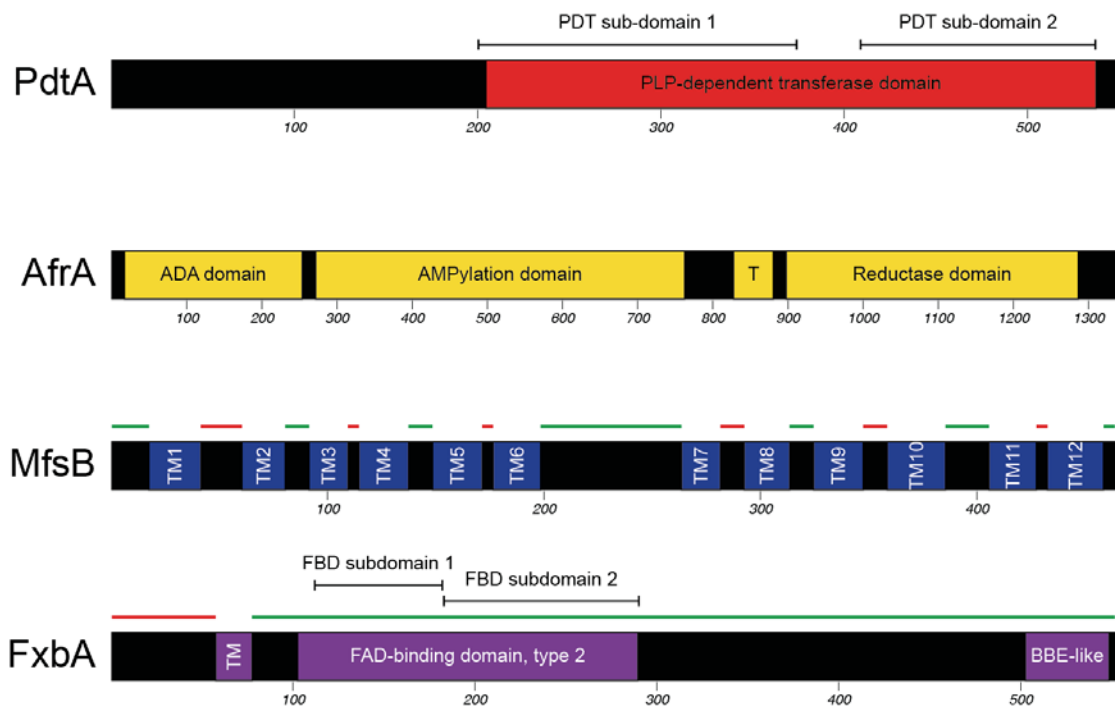 PDT sub-domain 1 PDT sub-domain 2
PdtA PLP-dependent transferase domain
100 200 300 400 500
AfrA ADA domain AMPylation domain T Reductase domain
100 200 300 400 500 600 700 800 900 1000 1100 1200 1300
MfsB TM1 TM2 TM3 TM4 TM5 TM6 TM7 TM8 TM9 TM10 TM11 TM12
100 200 300 400
FBD subdomain 1
FBD subdomain 2
FxbA TM FAD-binding domain, type 2 BBE-like
100 200 300 400 500